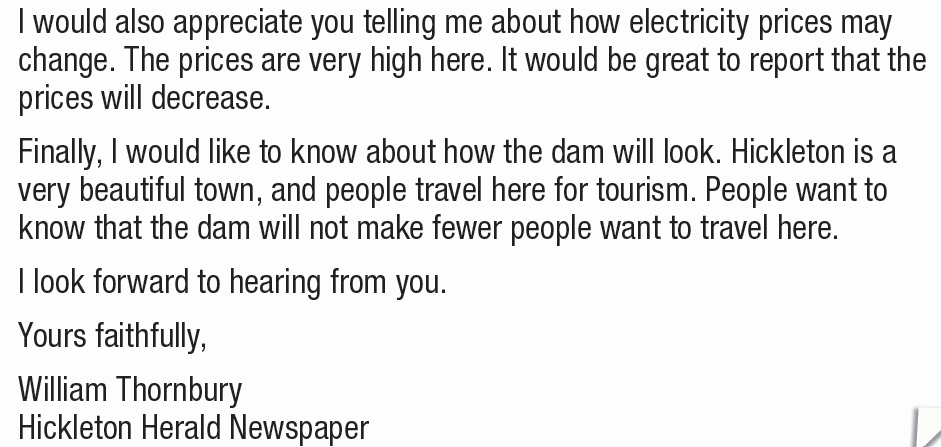 I would also appreciate you telling me about how electricity prices may
change. The prices are very high here. It would be great to report that the
prices will decrease.
Finally, I would like to know about how the dam will look. Hickleton is a
very beautiful town, and people travel here for tourism. People want to
know that the dam will not make fewer people want to travel here.
I look forward to hearing from you.
Yours faithfully,
William Thornbury
Hickleton Herald Newspaper